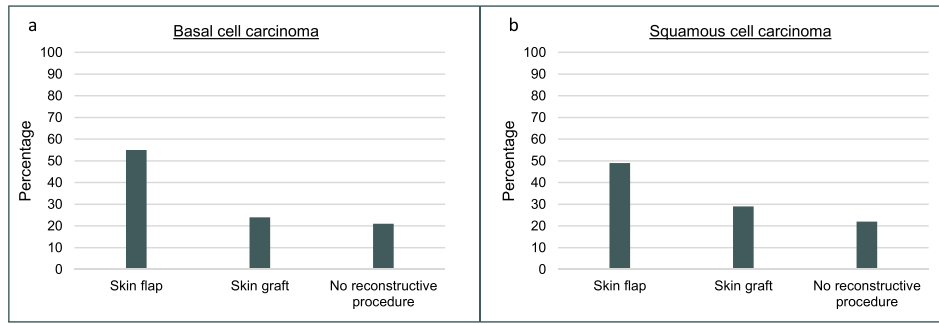 a
Basal cell carcinoma
100
90
80
70
60
50
40
30
20
10
0
Percentage
Skin flap
Skin graft
No reconstructive
procedure
b
Squamous cell carcinoma
100
90
80
70
60
50
40
30
20
10
0
Percentage
Skin flap
Skin graft
No reconstructive
procedure